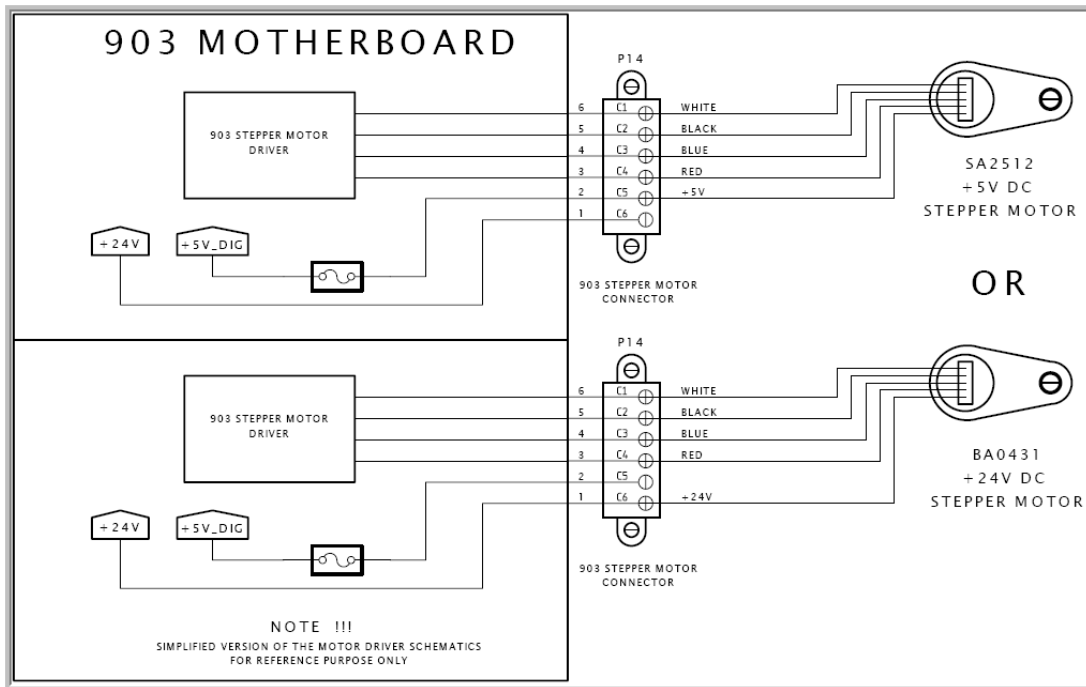 903 MOTHERBOARD
903 STEPPER MOTOR
DRIVER
+24V
+5V_DIG
6
5
4
3
2
1
P14
C1
C2
C3
C4
C5
C6
WHITE
BLACK
BLUE
RED
+5V
903 STEPPER MOTOR
CONNECTOR
SA2512
+5V DC
STEPPER MOTOR
OR
903 STEPPER MOTOR
DRIVER
+24V
+5V_DIG
6
5
4
3
2
1
P14
C1
C2
C3
C4
C5
C6
WHITE
BLACK
BLUE
RED
+24V
903 STEPPER MOTOR
CONNECTOR
BA0431
+24V DC
STEPPER MOTOR
NOTE !!!
SIMPLIFIED VERSION OF THE MOTOR DRIVER SCHEMATICS
FOR REFERENCE PURPOSE ONLY